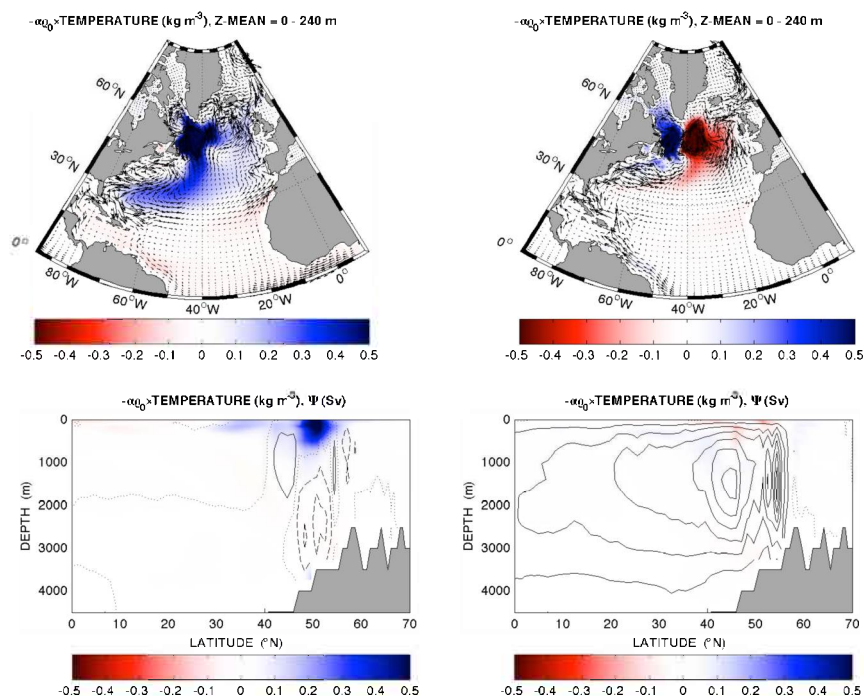 -αϱ₀×TEMPERATURE (kg m⁻³), Z-MEAN = 0 - 240 m
60°N
30°N
0°
80°W
60°W
40°W
20°W
0°
-0.5 -0.4 -0.3 -0.2 -0.1 0 0.1 0.2 0.3 0.4 0.5
-αϱ₀×TEMPERATURE (kg m⁻³), Z-MEAN = 0 - 240 m
60°N
30°N
0°
80°W
60°W
40°W
20°W
0°
-0.5 -0.4 -0.3 -0.2 -0.1 0 0.1 0.2 0.3 0.4 0.5
-αϱ₀×TEMPERATURE (kg m⁻³), Ψ (Sv)
DEPTH (m)
0
1000
2000
3000
4000
0 10 20 30 40 50 60 70
LATITUDE (°N)
-0.5 -0.4 -0.3 -0.2 -0.1 0 0.1 0.2 0.3 0.4 0.5
-αϱ₀×TEMPERATURE (kg m⁻³), Ψ (Sv)
DEPTH (m)
0
1000
2000
3000
4000
0 10 20 30 40 50 60 70
LATITUDE (°N)
-0.5 -0.4 -0.3 -0.2 -0.1 0 0.1 0.2 0.3 0.4 0.5